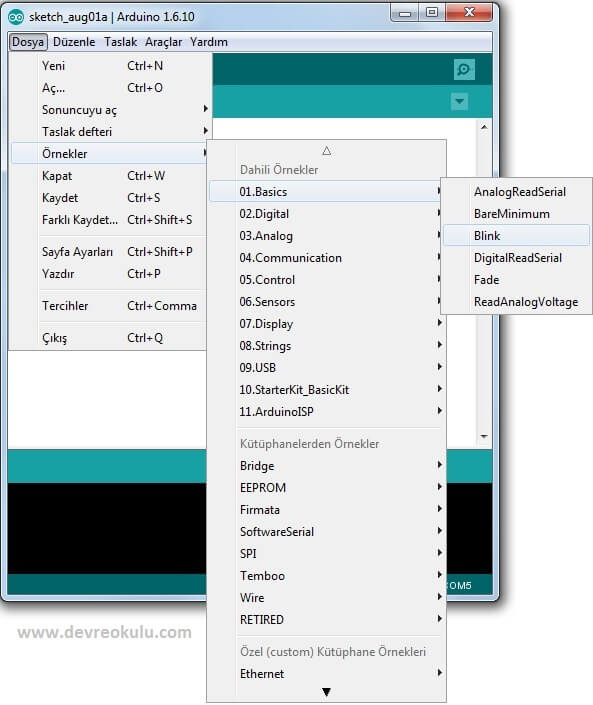 sketch_aug01a | Arduino 1.6.10
Dosya Düzenle Taslak Araçlar Yardım
Yeni Ctrl+N
Aç... Ctrl+O
Sonuncuyu aç
Taslak defteri
Örnekler
Kapat Ctrl+W
Kaydet Ctrl+S
Farklı Kaydet... Ctrl+Shift+S
Sayfa Ayarları Ctrl+Shift+P
Yazdır Ctrl+P
Tercihler Ctrl+Comma
Çıkış Ctrl+Q
Dahili Örnekler
01.Basics
02.Digital
03.Analog
04.Communication
05.Control
06.Sensors
07.Display
08.Strings
09.USB
10.StarterKit_BasicKit
11.ArduinoISP
Kütüphanelerden Örnekler
Bridge
EEPROM
Firmata
SoftwareSerial
SPI
Temboo
Wire
RETIRED
Özel (custom) Kütüphane Örnekleri
Ethernet
AnalogReadSerial
BareMinimum
Blink
DigitalReadSerial
Fade
ReadAnalogVoltage
COM5
www.devreokulu.com